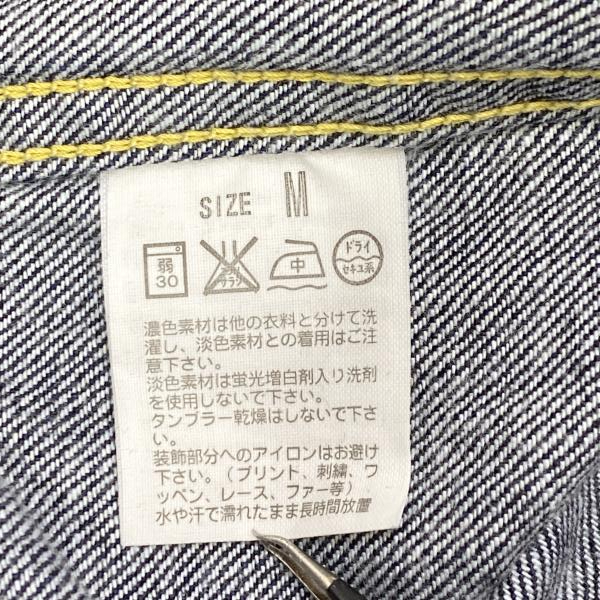 SIZE M
弱 中 ドライ
30 エンソ サラシ セキユ系
濃色素材は他の衣料と分けて洗
濯し、淡色素材との着用はご注
意下さい。
淡色素材は蛍光増白剤入り洗剤
を使用しないで下さい。
タンブラー乾燥はしないで下さ
い。
装飾部分へのアイロンはお避け
下さい。(プリント、刺繍、ワ
ッペン、レース、ファー等)
水や汗で濡れたまま長時間放置